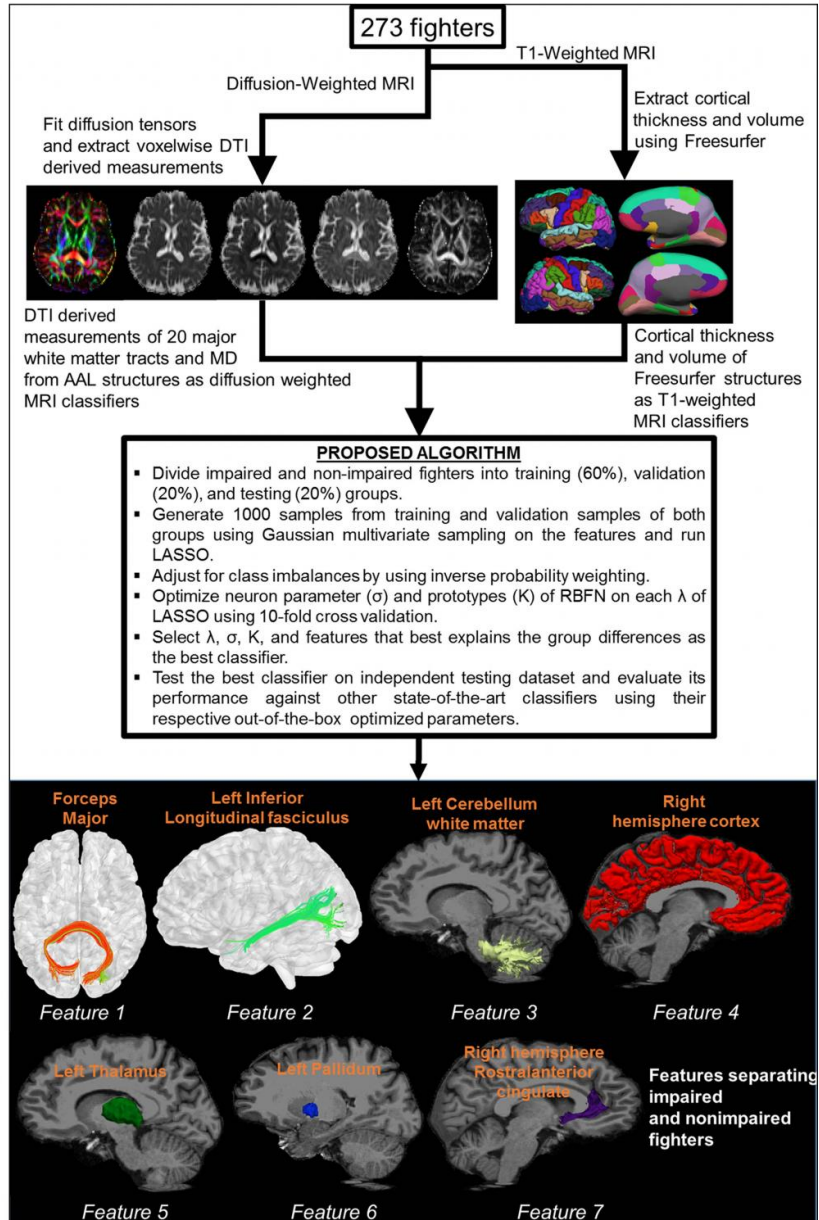 273 fighters
T1-Weighted MRI
Diffusion-Weighted MRI
Fit diffusion tensors
and extract voxelwise DTI
derived measurements
Extract cortical
thickness and volume
using Freesurfer
DTI derived
measurements of 20 major
white matter tracts and MD
from AAL structures as diffusion weighted
MRI classifiers
Cortical thickness
and volume of
Freesurfer structures
as T1-weighted
MRI classifiers
PROPOSED ALGORITHM
▪ Divide impaired and non-impaired fighters into training (60%), validation
(20%), and testing (20%) groups.
▪ Generate 1000 samples from training and validation samples of both
groups using Gaussian multivariate sampling on the features and run
LASSO.
▪ Adjust for class imbalances by using inverse probability weighting.
▪ Optimize neuron parameter (σ) and prototypes (K) of RBFN on each λ of
LASSO using 10-fold cross validation.
▪ Select λ, σ, K, and features that best explains the group differences as
the best classifier.
▪ Test the best classifier on independent testing dataset and evaluate its
performance against other state-of-the-art classifiers using their
respective out-of-the-box optimized parameters.
Forceps
Major
Left Inferior
Longitudinal fasciculus
Left Cerebellum
white matter
Right
hemisphere cortex
Feature 1
Feature 2
Feature 3
Feature 4
Left Thalamus
Left Pallidum
Right hemisphere
Rostralanterior
cingulate
Features separating
impaired
and nonimpaired
fighters
Feature 5
Feature 6
Feature 7